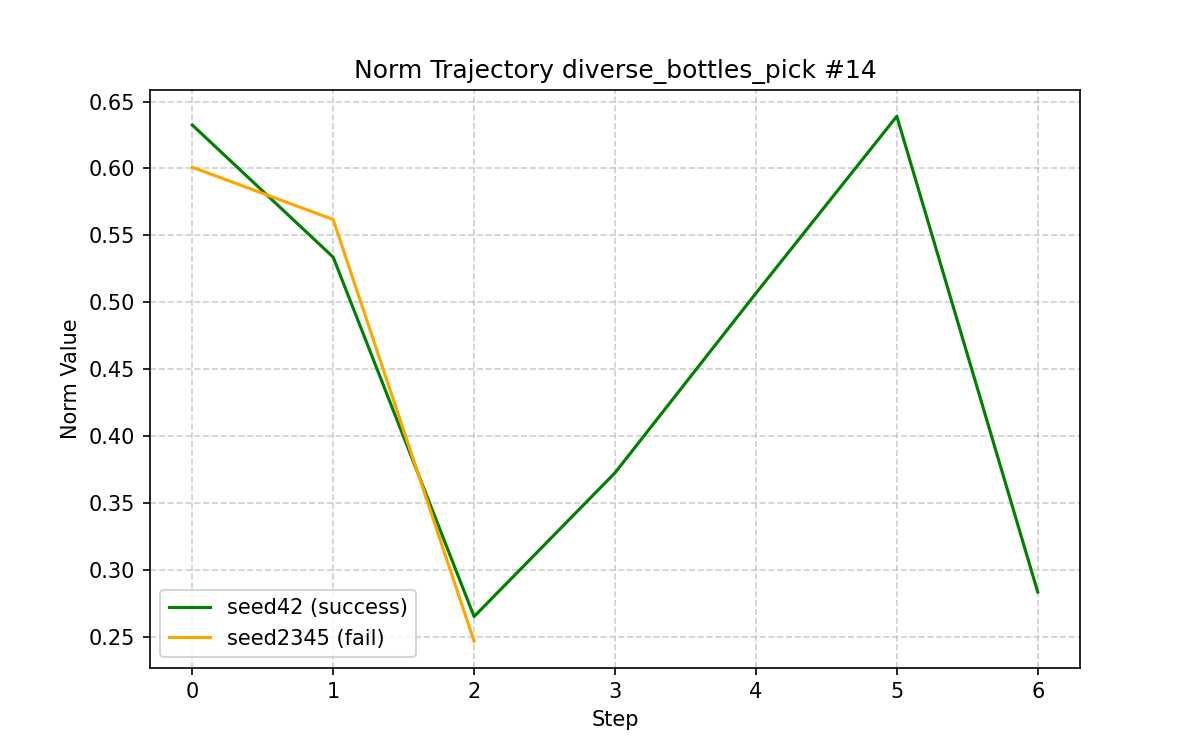 Norm Trajectory diverse_bottles_pick #14
Norm Value
0.65
0.60
0.55
0.50
0.45
0.40
0.35
0.30
0.25
seed42 (success)
seed2345 (fail)
0 1 2 3 4 5 6
Step